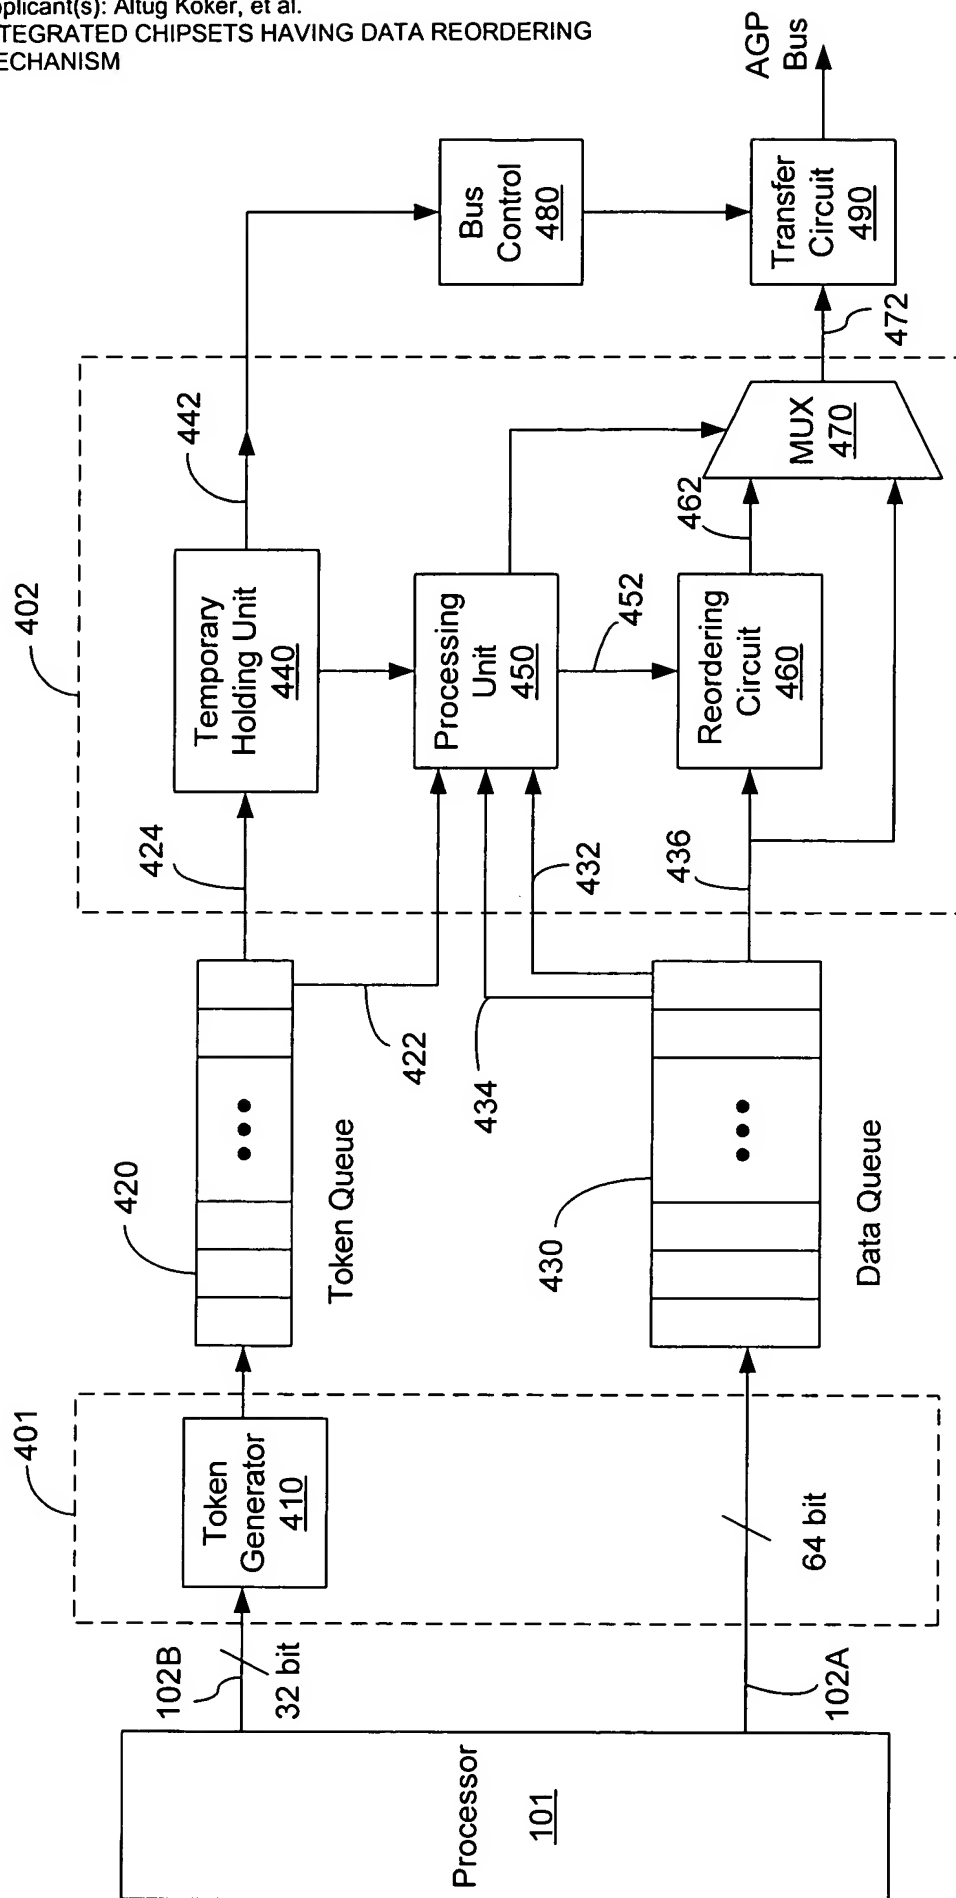 pplicant(s): Altug Koker, et al.
TEGRATED CHIPSETS HAVING DATA REORDERING
ECHANISM
AGP
Bus
Transfer
Circuit
490
Bus
Control
480
472
442
MUX
470
462
402
Temporary
Holding Unit
440
Processing
Unit
450
452
Reordering
Circuit
460
424
432
436
422
434
420
Token Queue
430
Data Queue
401
Token
Generator
410
64 bit
102B
32 bit
102A
Processor
101